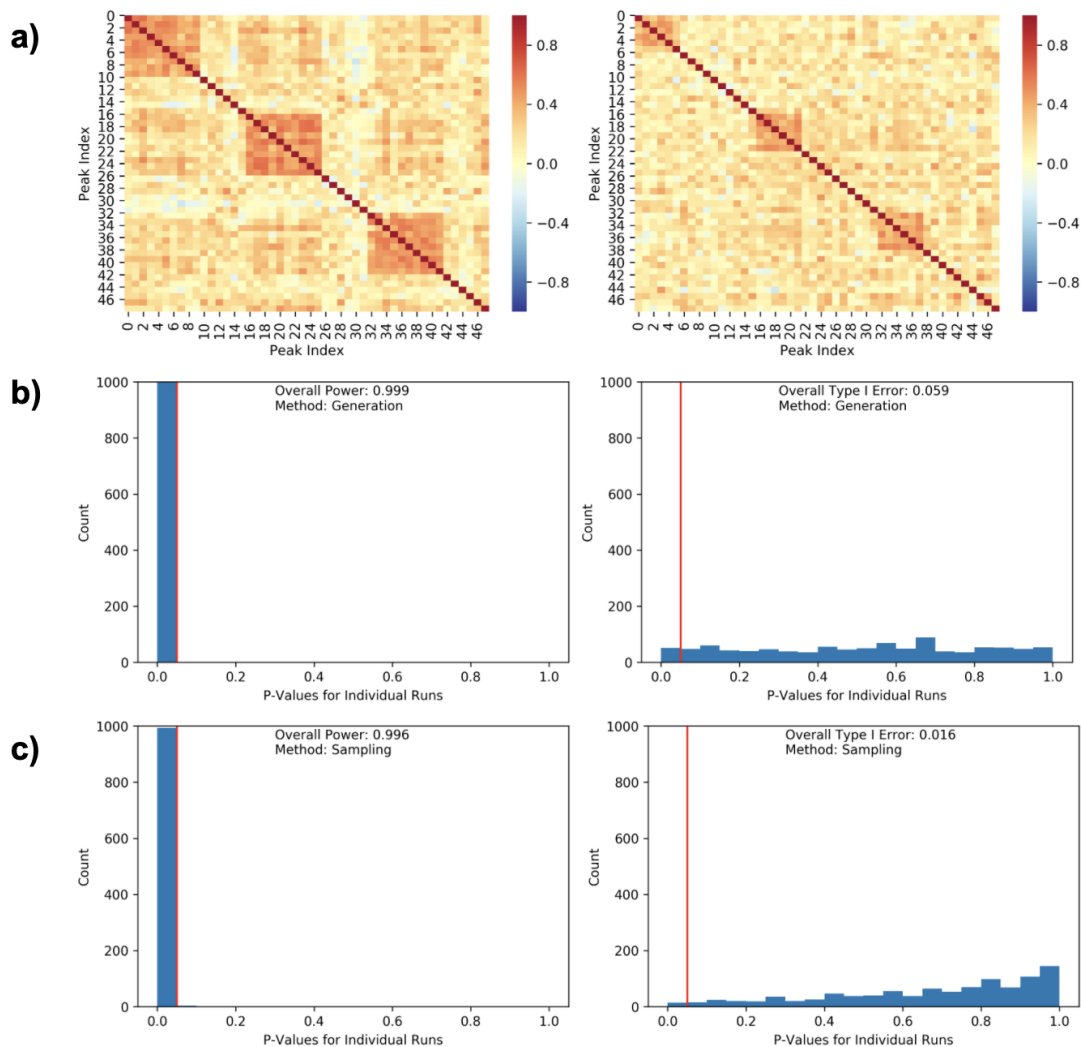 a)
0
2
4
6
8
10
12
14
16
18
20
22
24
26
28
30
32
34
36
38
40
42
44
46
Peak Index
0 2 4 6 8 10 12 14 16 18 20 22 24 26 28 30 32 34 36 38 40 42 44 46
Peak Index
0.8
0.4
0.0
−0.4
−0.8
0
2
4
6
8
10
12
14
16
18
20
22
24
26
28
30
32
34
36
38
40
42
44
46
Peak Index
0 2 4 6 8 10 12 14 16 18 20 22 24 26 28 30 32 34 36 38 40 42 44 46
Peak Index
0.8
0.4
0.0
−0.4
−0.8
b)
Overall Power: 0.999
Method: Generation
1000
800
600
400
200
0
Count
0.0 0.2 0.4 0.6 0.8 1.0
P-Values for Individual Runs
Overall Type I Error: 0.059
Method: Generation
1000
800
600
400
200
0
Count
0.0 0.2 0.4 0.6 0.8 1.0
P-Values for Individual Runs
c)
Overall Power: 0.996
Method: Sampling
1000
800
600
400
200
0
Count
0.0 0.2 0.4 0.6 0.8 1.0
P-Values for Individual Runs
Overall Type I Error: 0.016
Method: Sampling
1000
800
600
400
200
0
Count
0.0 0.2 0.4 0.6 0.8 1.0
P-Values for Individual Runs